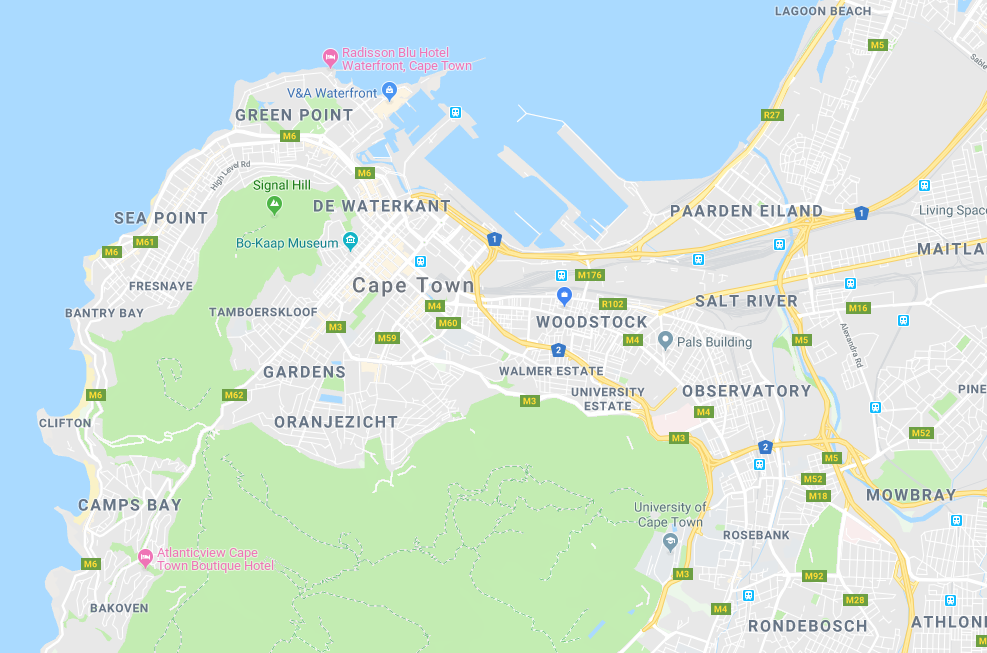 LAGOON BEACH
M5
Sable
Radisson Blu Hotel
Waterfront, Cape Town
V&A Waterfront
GREEN POINT
R27
M6
High Level Rd
M6
Signal Hill
DE WATERKANT
SEA POINT
PAARDEN EILAND
1
Living Space
M61
M6
Bo-Kaap Museum
1
MAITLA
FRESNAYE
Cape Town
M176
BANTRY BAY
TAMBOERSKLOOF
M4
R102
SALT RIVER
M16
M3
M60
M59
WOODSTOCK
M4
Pals Building
M5
Alexandra Rd
2
GARDENS
WALMER ESTATE
M6
M62
UNIVERSITY
ESTATE
OBSERVATORY
PINE
M3
M4
CLIFTON
ORANJEZICHT
M3
2
M52
M5
M52
M18
MOWBRAY
CAMPS BAY
University of
Cape Town
ROSEBANK
Atlanticview Cape
Town Boutique Hotel
M6
M3
M92
M28
BAKOVEN
M4
RONDEBOSCH
ATHLON
M